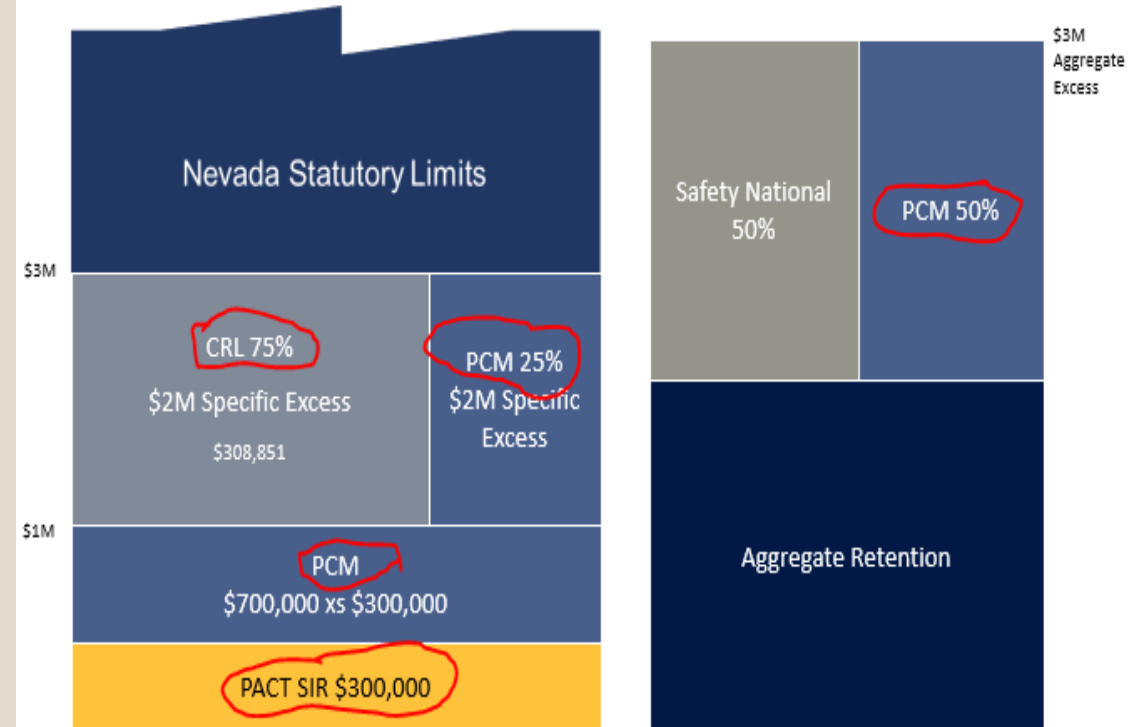 Nevada Statutory Limits
$3M
CRL 75%
$2M Specific Excess
$308,851
PCM 25%
$2M Specific
Excess
$1M
PCM
$700,000 xs $300,000
PACT SIR $300,000
$3M
Aggregate
Excess
Safety National
50%
PCM 50%
Aggregate Retention